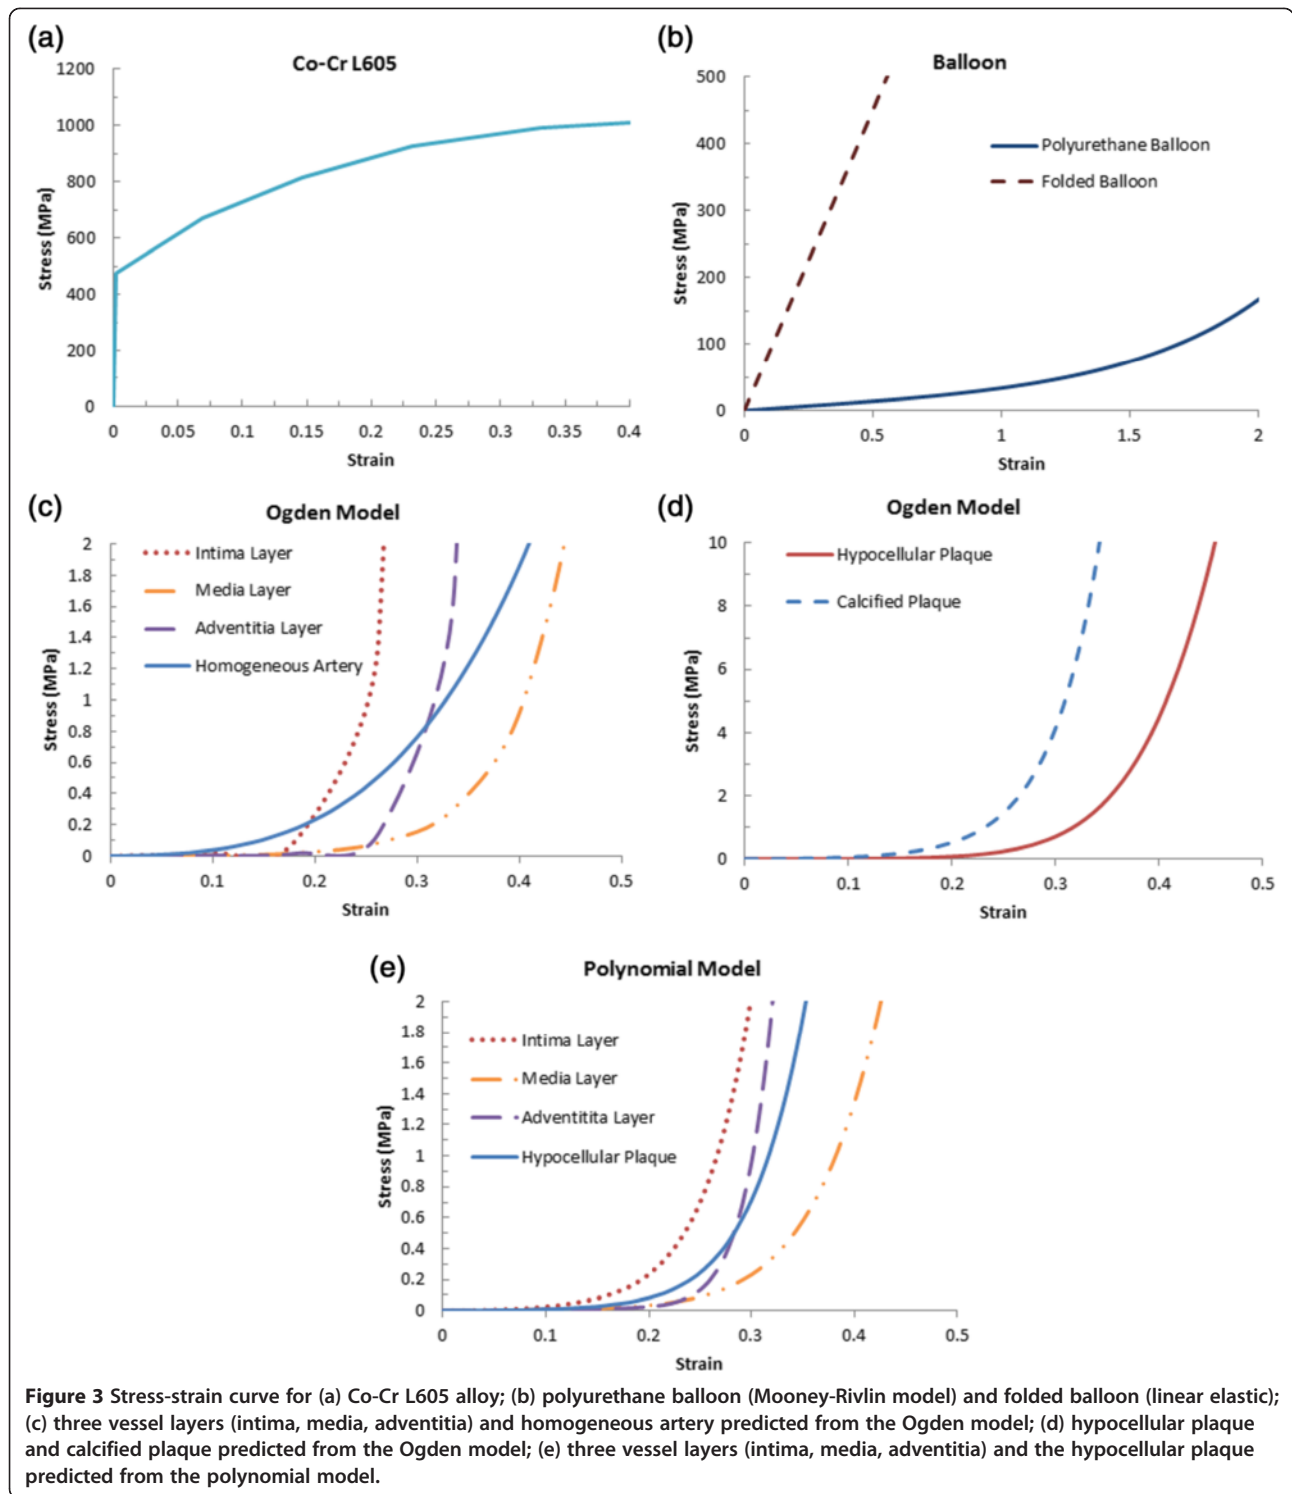 (a)
Co-Cr L605
1200
1000
800
600
400
200
0
Stress (MPa)
0 0.05 0.1 0.15 0.2 0.25 0.3 0.35 0.4
Strain
(b)
Balloon
500
400
300
200
100
0
Stress (MPa)
Polyurethane Balloon
Folded Balloon
0 0.5 1 1.5 2
Strain
(c)
Ogden Model
2
1.8
1.6
1.4
1.2
1
0.8
0.6
0.4
0.2
0
Stress (MPa)
Intima Layer
Media Layer
Adventitia Layer
Homogeneous Artery
0 0.1 0.2 0.3 0.4 0.5
Strain
(d)
Ogden Model
10
8
6
4
2
0
Stress (MPa)
Hypocellular Plaque
Calcified Plaque
0 0.1 0.2 0.3 0.4 0.5
Strain
(e)
Polynomial Model
2
1.8
1.6
1.4
1.2
1
0.8
0.6
0.4
0.2
0
Stress (MPa)
Intima Layer
Media Layer
Adventitita Layer
Hypocellular Plaque
0 0.1 0.2 0.3 0.4 0.5
Strain
Figure 3 Stress-strain curve for (a) Co-Cr L605 alloy; (b) polyurethane balloon (Mooney-Rivlin model) and folded balloon (linear elastic);
(c) three vessel layers (intima, media, adventitia) and homogeneous artery predicted from the Ogden model; (d) hypocellular plaque
and calcified plaque predicted from the Ogden model; (e) three vessel layers (intima, media, adventitia) and the hypocellular plaque
predicted from the polynomial model.